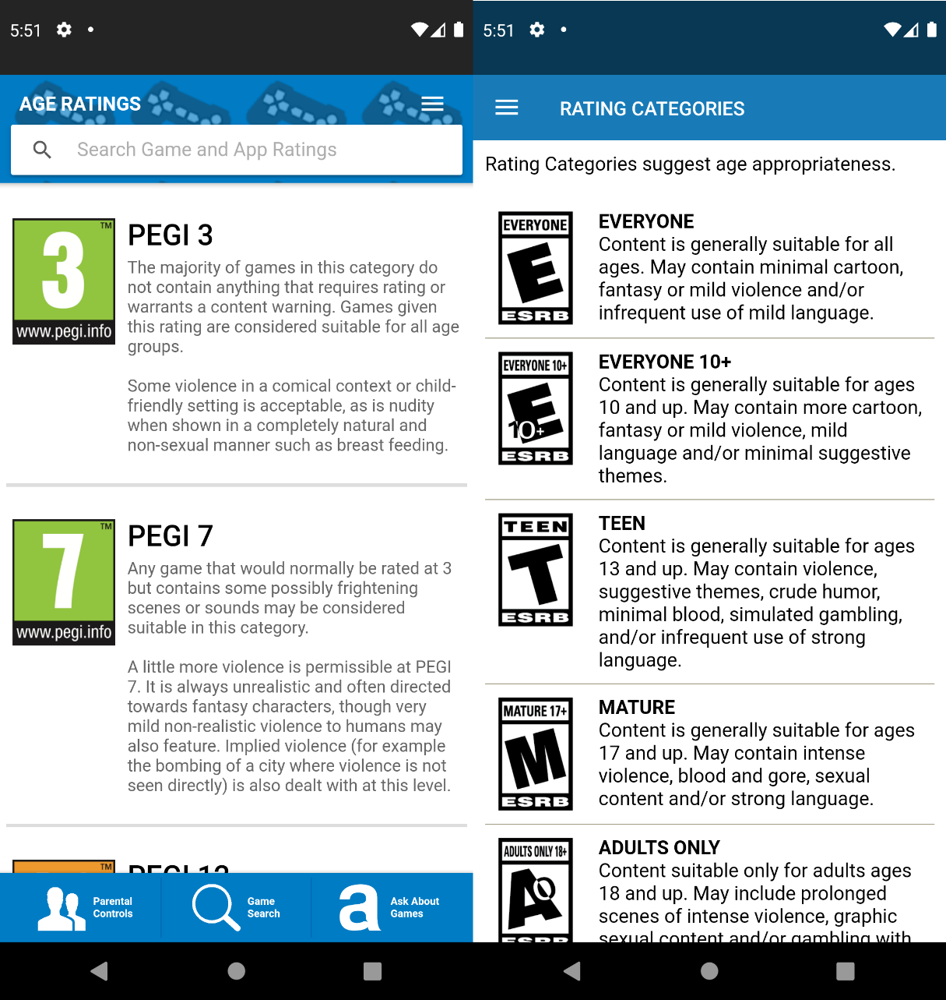 5:51
AGE RATINGS
Search Game and App Ratings
3
TM
www.pegi.info
PEGI 3
The majority of games in this category do
not contain anything that requires rating or
warrants a content warning. Games given
this rating are considered suitable for all age
groups.
Some violence in a comical context or child-
friendly setting is acceptable, as is nudity
when shown in a completely natural and
non-sexual manner such as breast feeding.
7
TM
www.pegi.info
PEGI 7
Any game that would normally be rated at 3
but contains some possibly frightening
scenes or sounds may be considered
suitable in this category.
A little more violence is permissible at PEGI
7. It is always unrealistic and often directed
towards fantasy characters, though very
mild non-realistic violence to humans may
also feature. Implied violence (for example
the bombing of a city where violence is not
seen directly) is also dealt with at this level.
TM
PEGI 12
Parental
Controls
Game
Search
a
Ask About
Games
5:51
RATING CATEGORIES
Rating Categories suggest age appropriateness.
EVERYONE
E
ESRB
EVERYONE
Content is generally suitable for all
ages. May contain minimal cartoon,
fantasy or mild violence and/or
infrequent use of mild language.
EVERYONE 10+
E
10+
ESRB
EVERYONE 10+
Content is generally suitable for ages
10 and up. May contain more cartoon,
fantasy or mild violence, mild
language and/or minimal suggestive
themes.
TEEN
T
ESRB
TEEN
Content is generally suitable for ages
13 and up. May contain violence,
suggestive themes, crude humor,
minimal blood, simulated gambling,
and/or infrequent use of strong
language.
MATURE 17+
M
ESRB
MATURE
Content is generally suitable for ages
17 and up. May contain intense
violence, blood and gore, sexual
content and/or strong language.
ADULTS ONLY 18+
AO
ESRB
ADULTS ONLY
Content suitable only for adults ages
18 and up. May include prolonged
scenes of intense violence, graphic
sexual content and/or gambling with